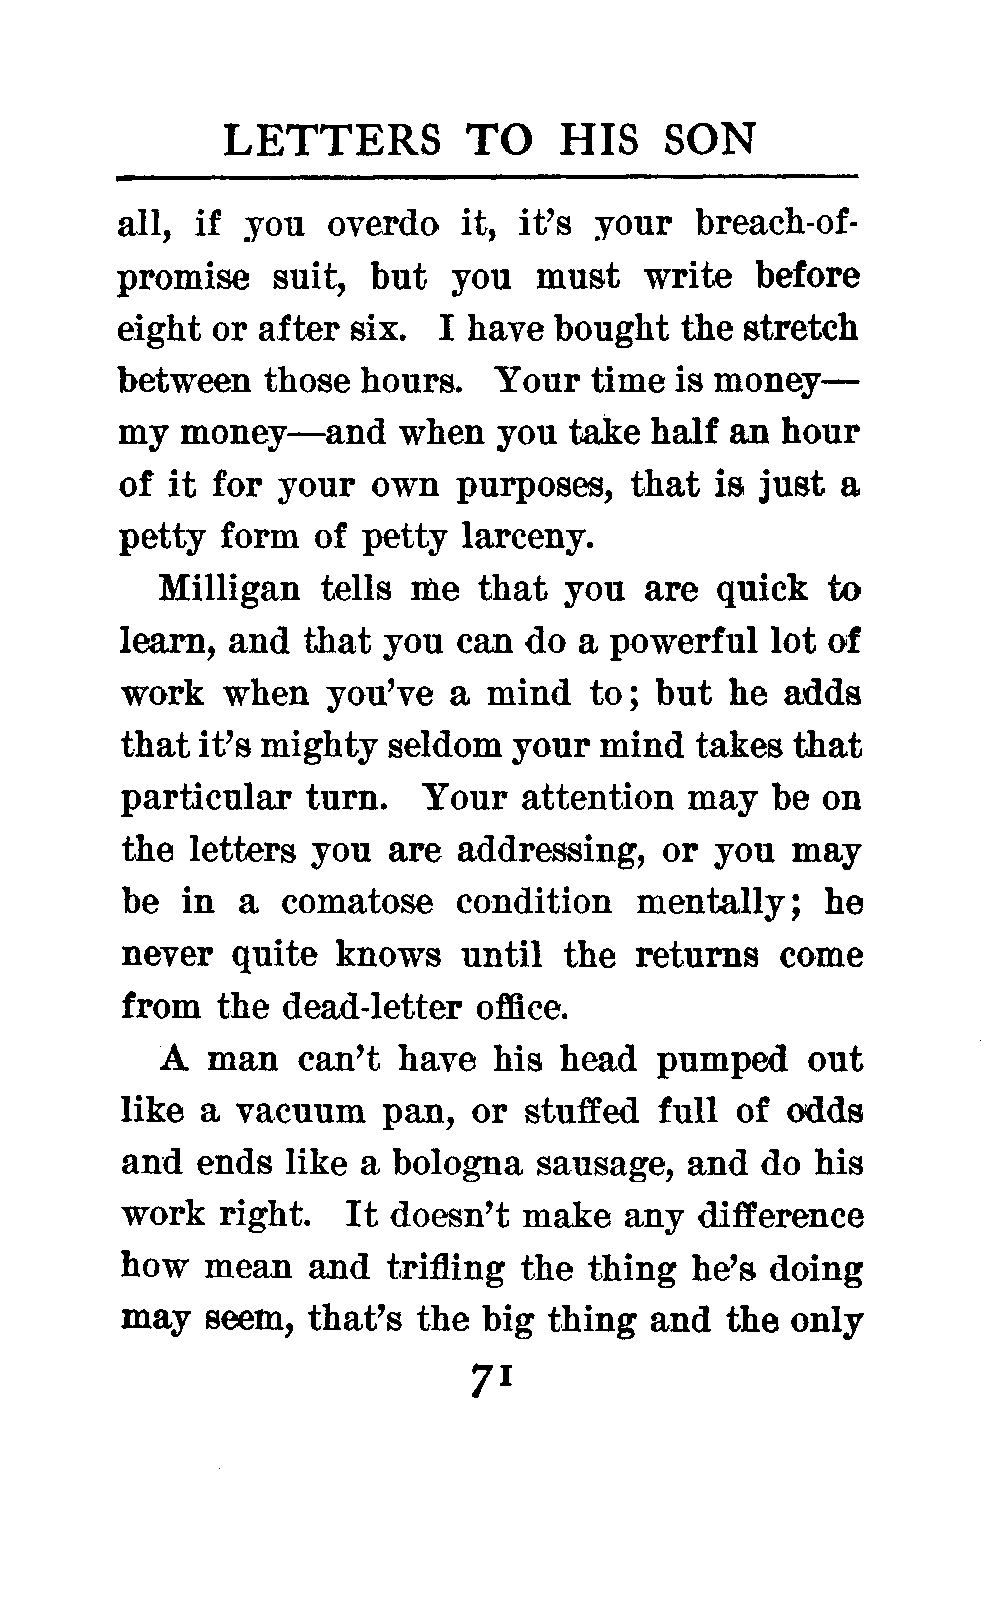 LETTERS TO HIS SON
all, if you overdo it, it's your breach-of-
promise suit, but you must write before
eight or after six. I have bought the stretch
between those hours. Your time is money—
my money—and when you take half an hour
of it for your own purposes, that is just a
petty form of petty larceny.
Milligan tells me that you are quick to
learn, and that you can do a powerful lot of
work when you've a mind to; but he adds
that it's mighty seldom your mind takes that
particular turn. Your attention may be on
the letters you are addressing, or you may
be in a comatose condition mentally; he
never quite knows until the returns come
from the dead-letter office.
A man can't have his head pumped out
like a vacuum pan, or stuffed full of odds
and ends like a bologna sausage, and do his
work right. It doesn't make any difference
how mean and trifling the thing he's doing
may seem, that's the big thing and the only
71